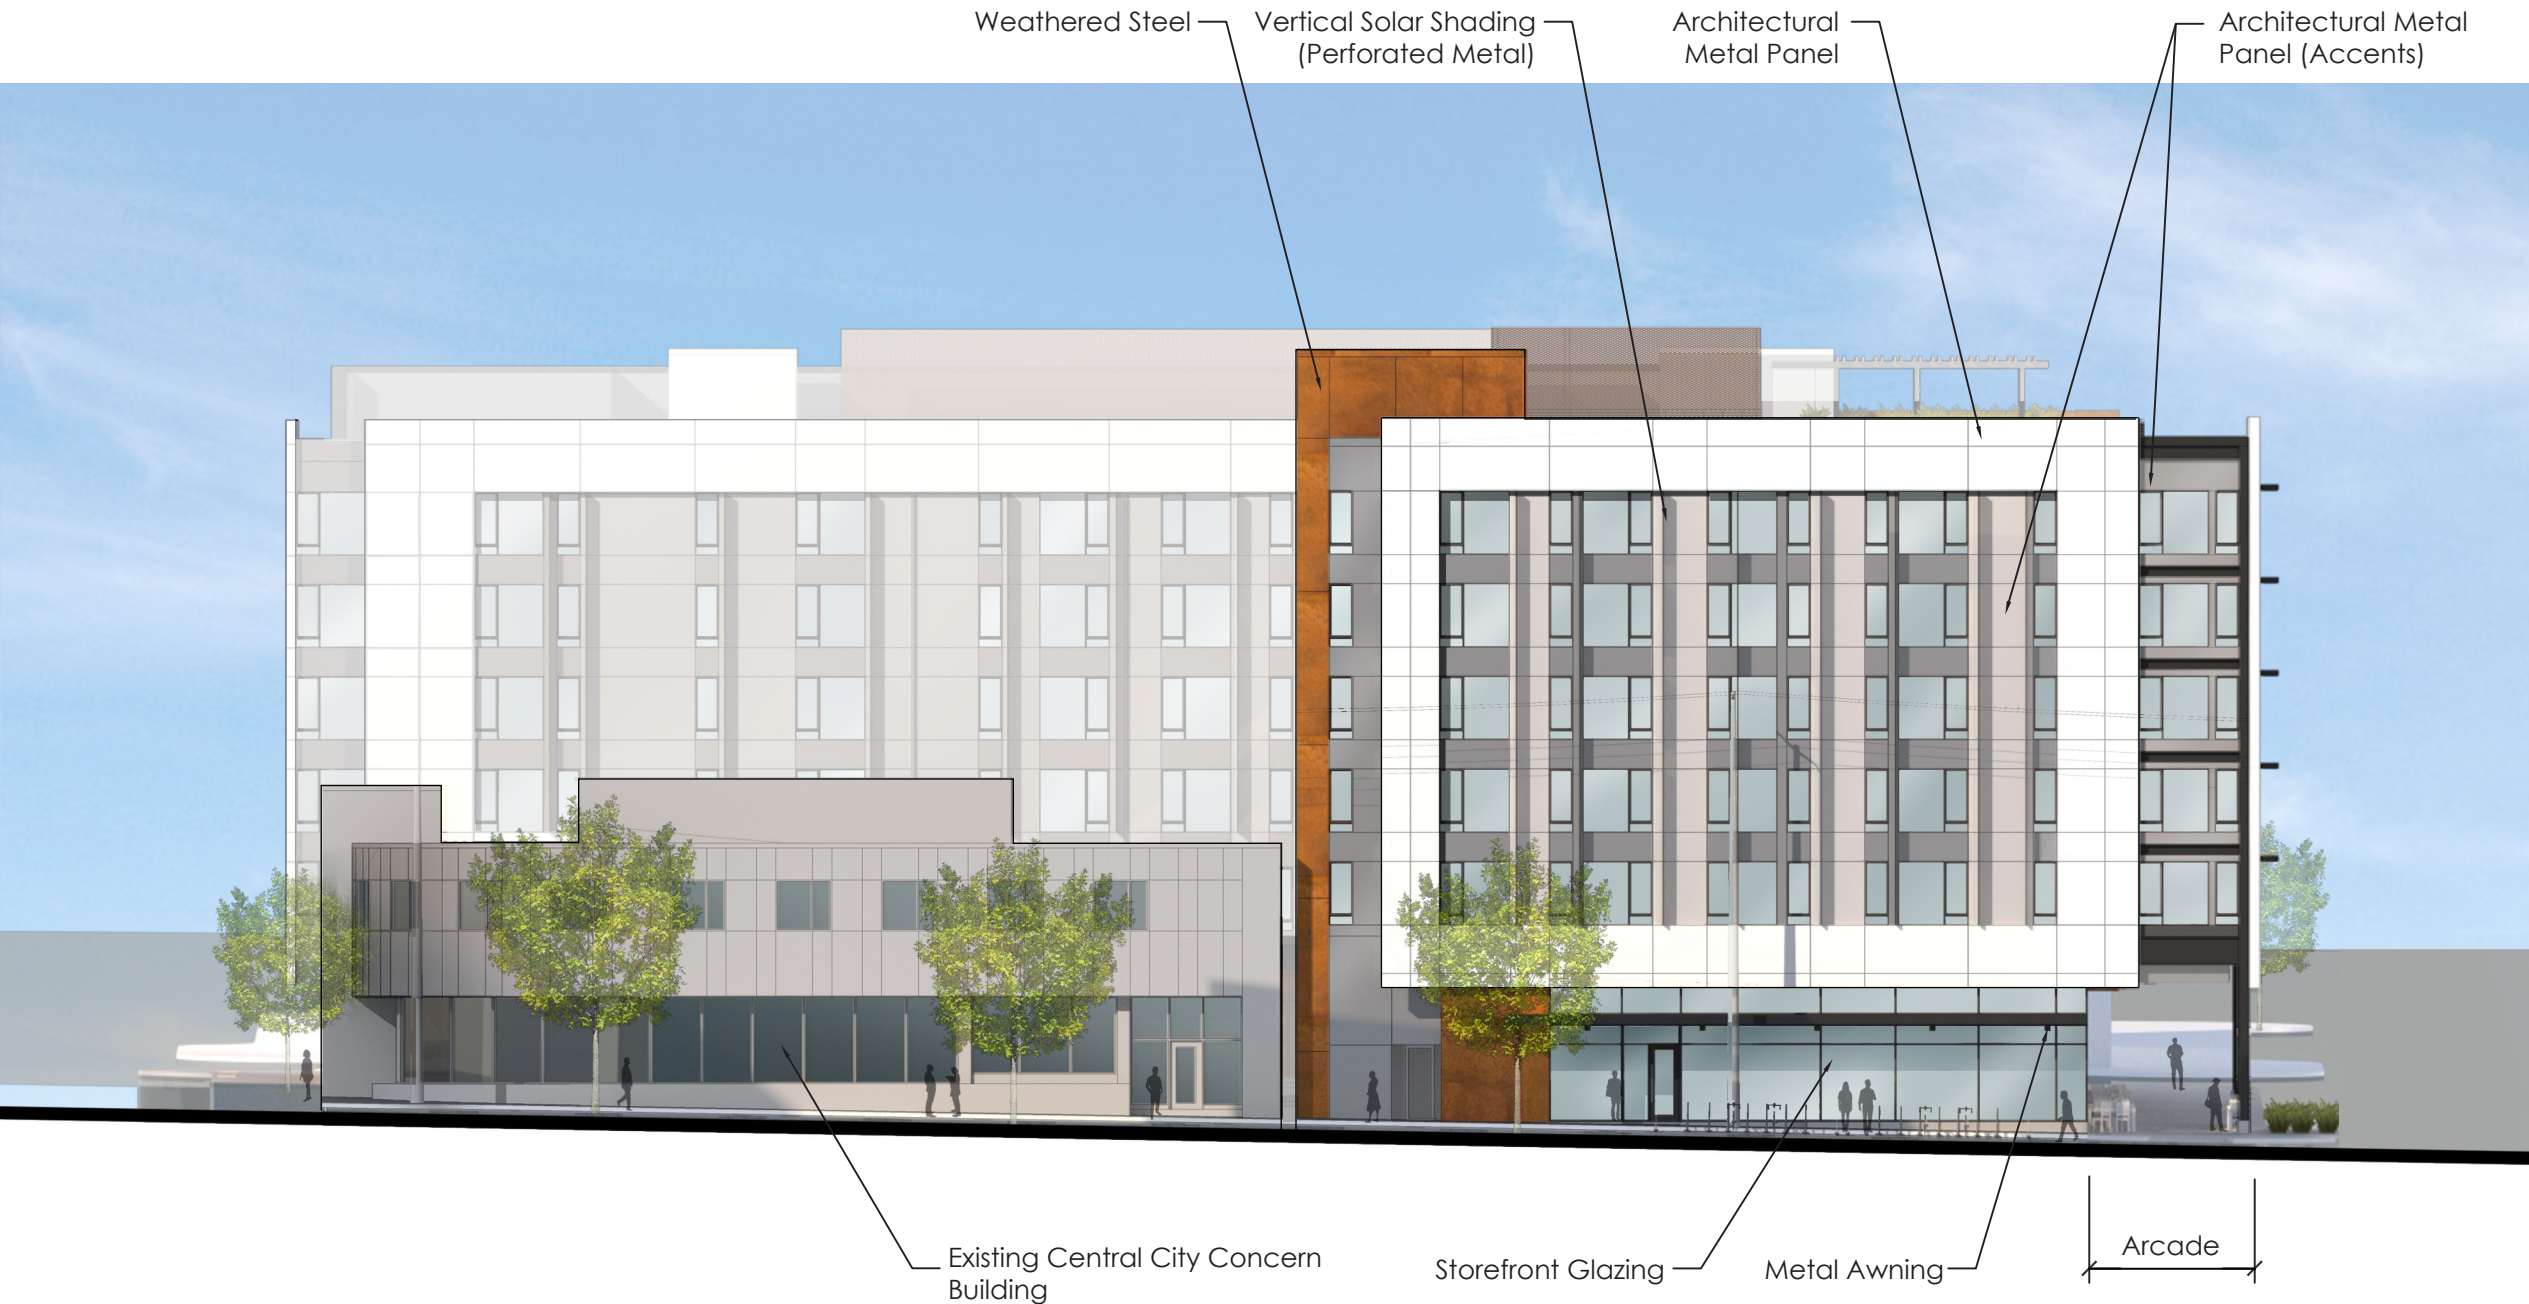 Weathered Steel
Vertical Solar Shading
(Perforated Metal)
Architectural
Metal Panel
Architectural Metal
Panel (Accents)
Existing Central City Concern
Building
Storefront Glazing
Metal Awning
Arcade